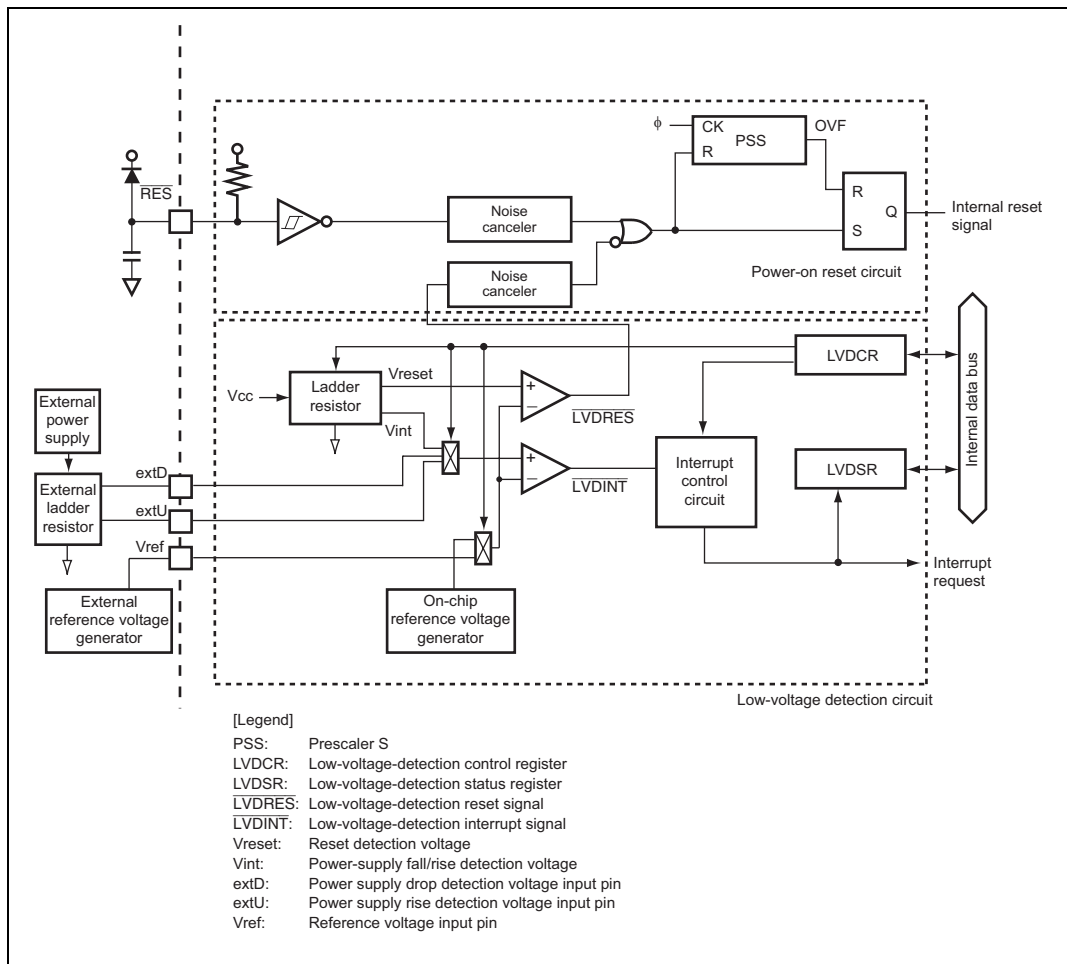 ϕ
CK
PSS
R
OVF
RES
R
Q
S
Internal reset
signal
Noise
canceler
Noise
canceler
Power-on reset circuit
LVDCR
Internal data bus
Vcc
Ladder
resistor
Vreset
Vint
+
−
LVDRES
External
power
supply
+
−
LVDINT
Interrupt
control
circuit
LVDSR
extD
External
ladder
resistor
extU
Vref
Interrupt
request
External
reference voltage
generator
On-chip
reference voltage
generator
Low-voltage detection circuit
[Legend]
PSS: Prescaler S
LVDCR: Low-voltage-detection control register
LVDSR: Low-voltage-detection status register
LVDRES: Low-voltage-detection reset signal
LVDINT: Low-voltage-detection interrupt signal
Vreset: Reset detection voltage
Vint: Power-supply fall/rise detection voltage
extD: Power supply drop detection voltage input pin
extU: Power supply rise detection voltage input pin
Vref: Reference voltage input pin